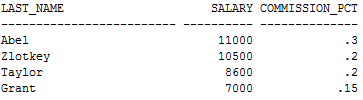 LAST_NAME SALARY COMMISSION_PCT
------------------------- ---------- --------------
Abel 11000 .3
Zlotkey 10500 .2
Taylor 8600 .2
Grant 7000 .15